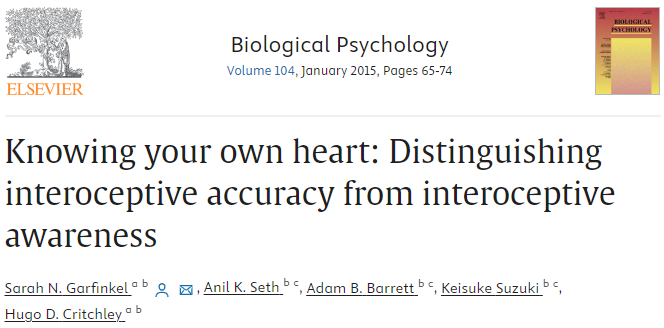 Biological Psychology
Volume 104, January 2015, Pages 65-74
ELSEVIER
BIOLOGICAL
PSYCHOLOGY
Knowing your own heart: Distinguishing
interoceptive accuracy from interoceptive
awareness
Sarah N. Garfinkel a b , Anil K. Seth b c, Adam B. Barrett b c, Keisuke Suzuki b c,
Hugo D. Critchley a b